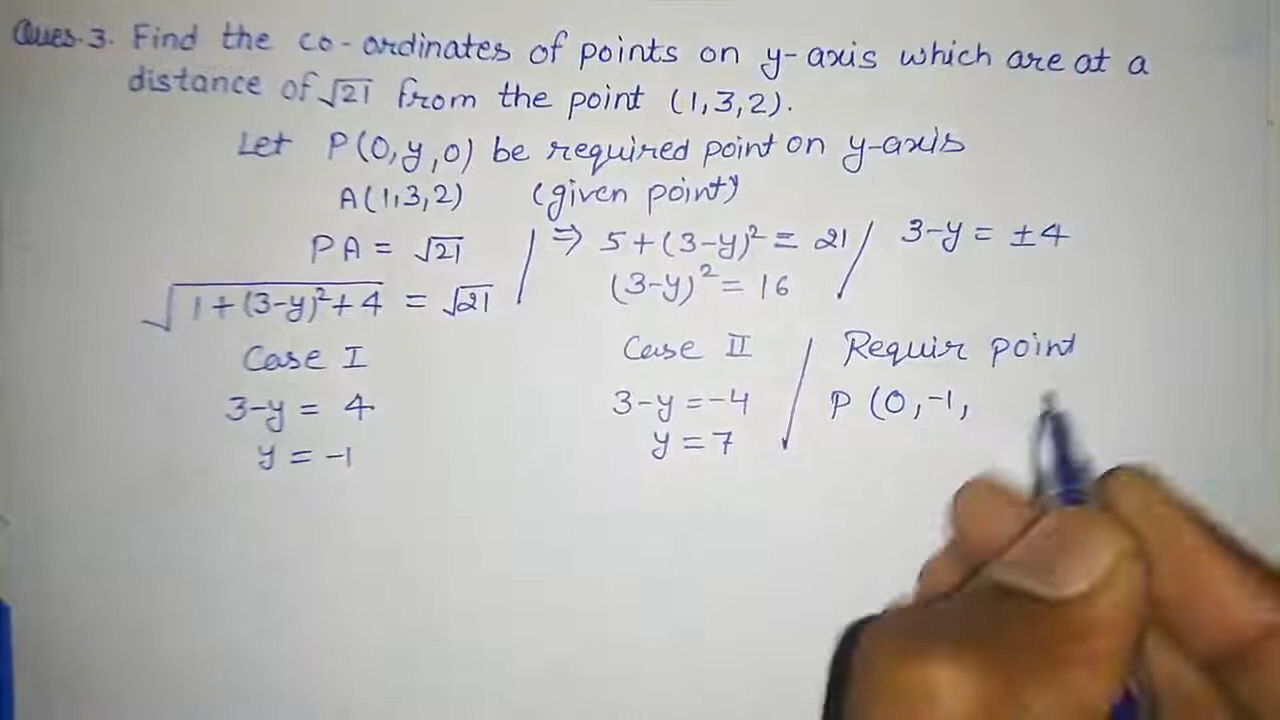 Ques. 3. Find the co-ordinates of points on y-axis which are at a
distance of √21 from the point (1,3,2).
Let P(0,y,0) be required point on y-axis
A(1,3,2) (given point)
PA = √21
√1+(3-y)²+4 = √21
⇒ 5+(3-y)² = 21
(3-y)² = 16
3-y = ±4
Case I
3-y = 4
y = -1
Case II
3-y = -4
y = 7
Requir point
P (0,-1,